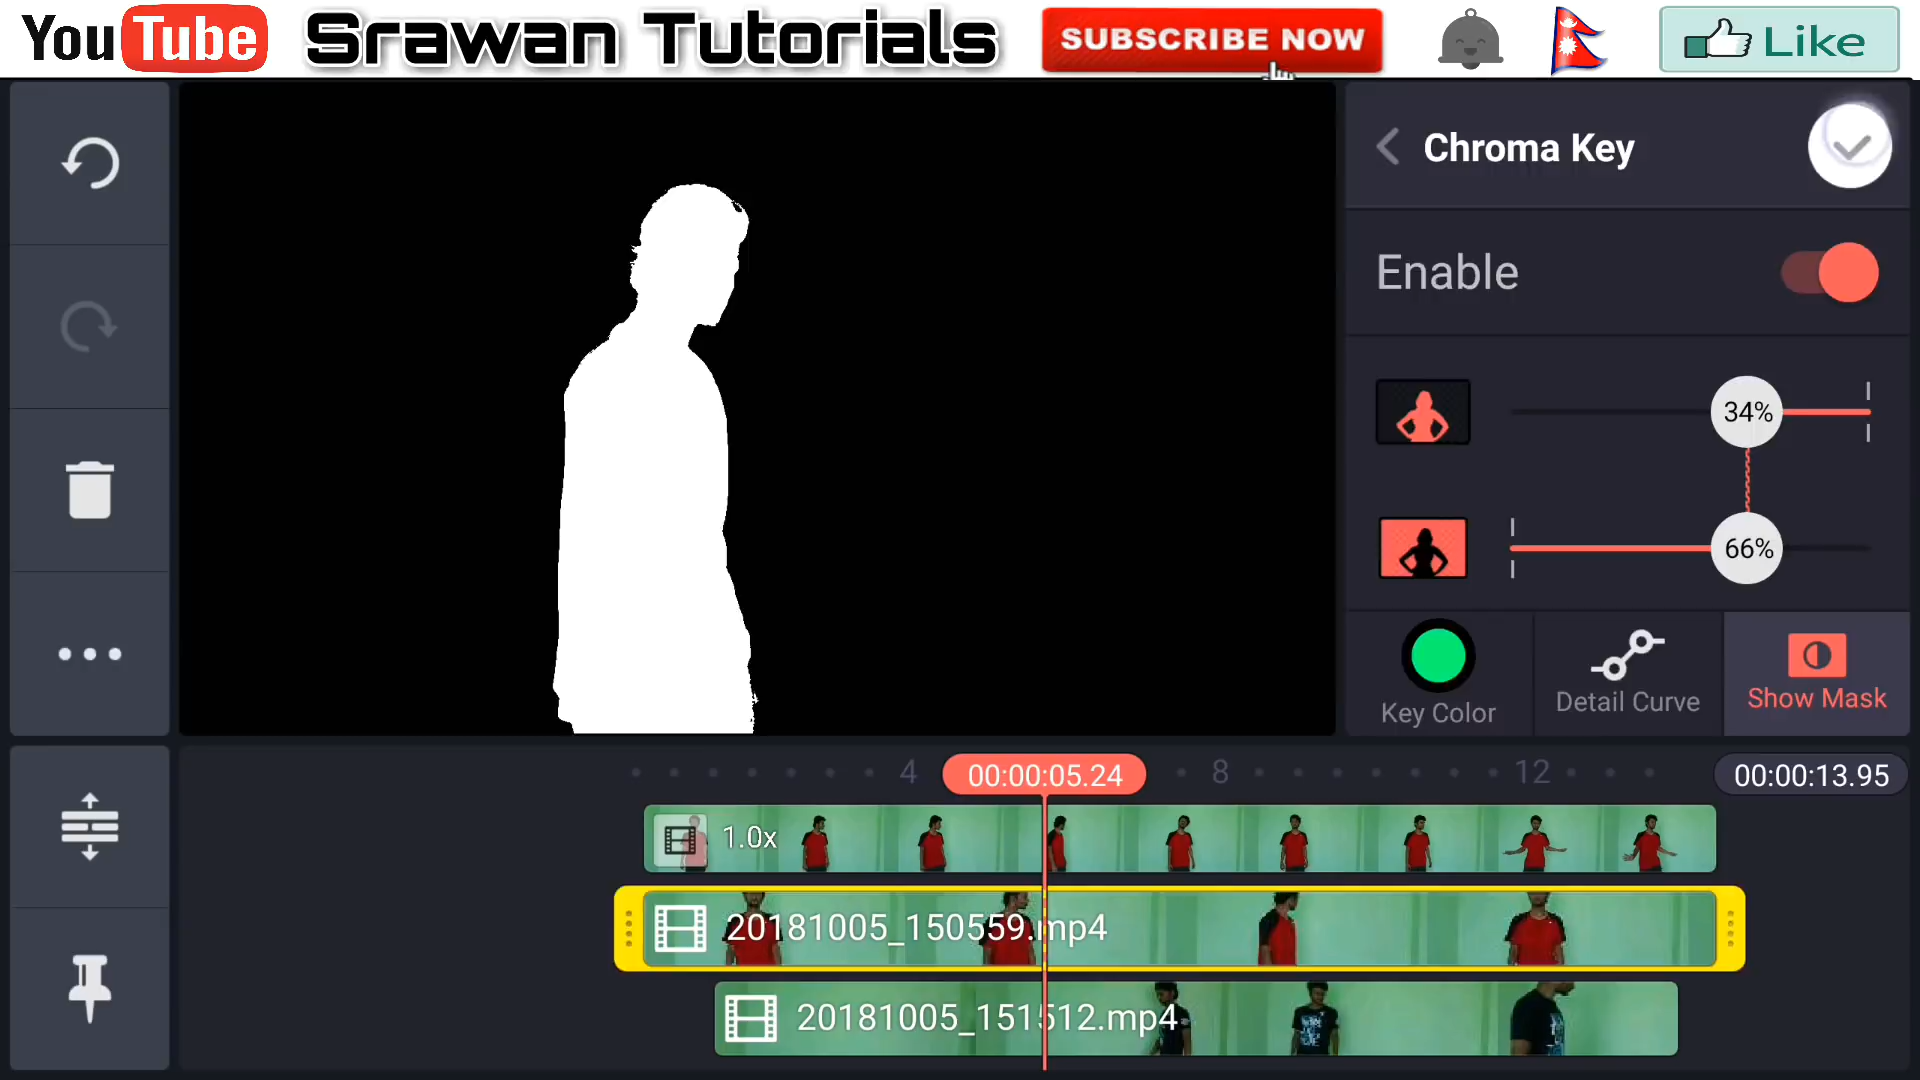 YouTube Srawan Tutorials SUBSCRIBE NOW Like
Chroma Key
Enable
34%
66%
Key Color Detail Curve Show Mask
4 00:00:05.24 8 12 00:00:13.95
1.0x
20181005_150559.mp4
20181005_151512.mp4